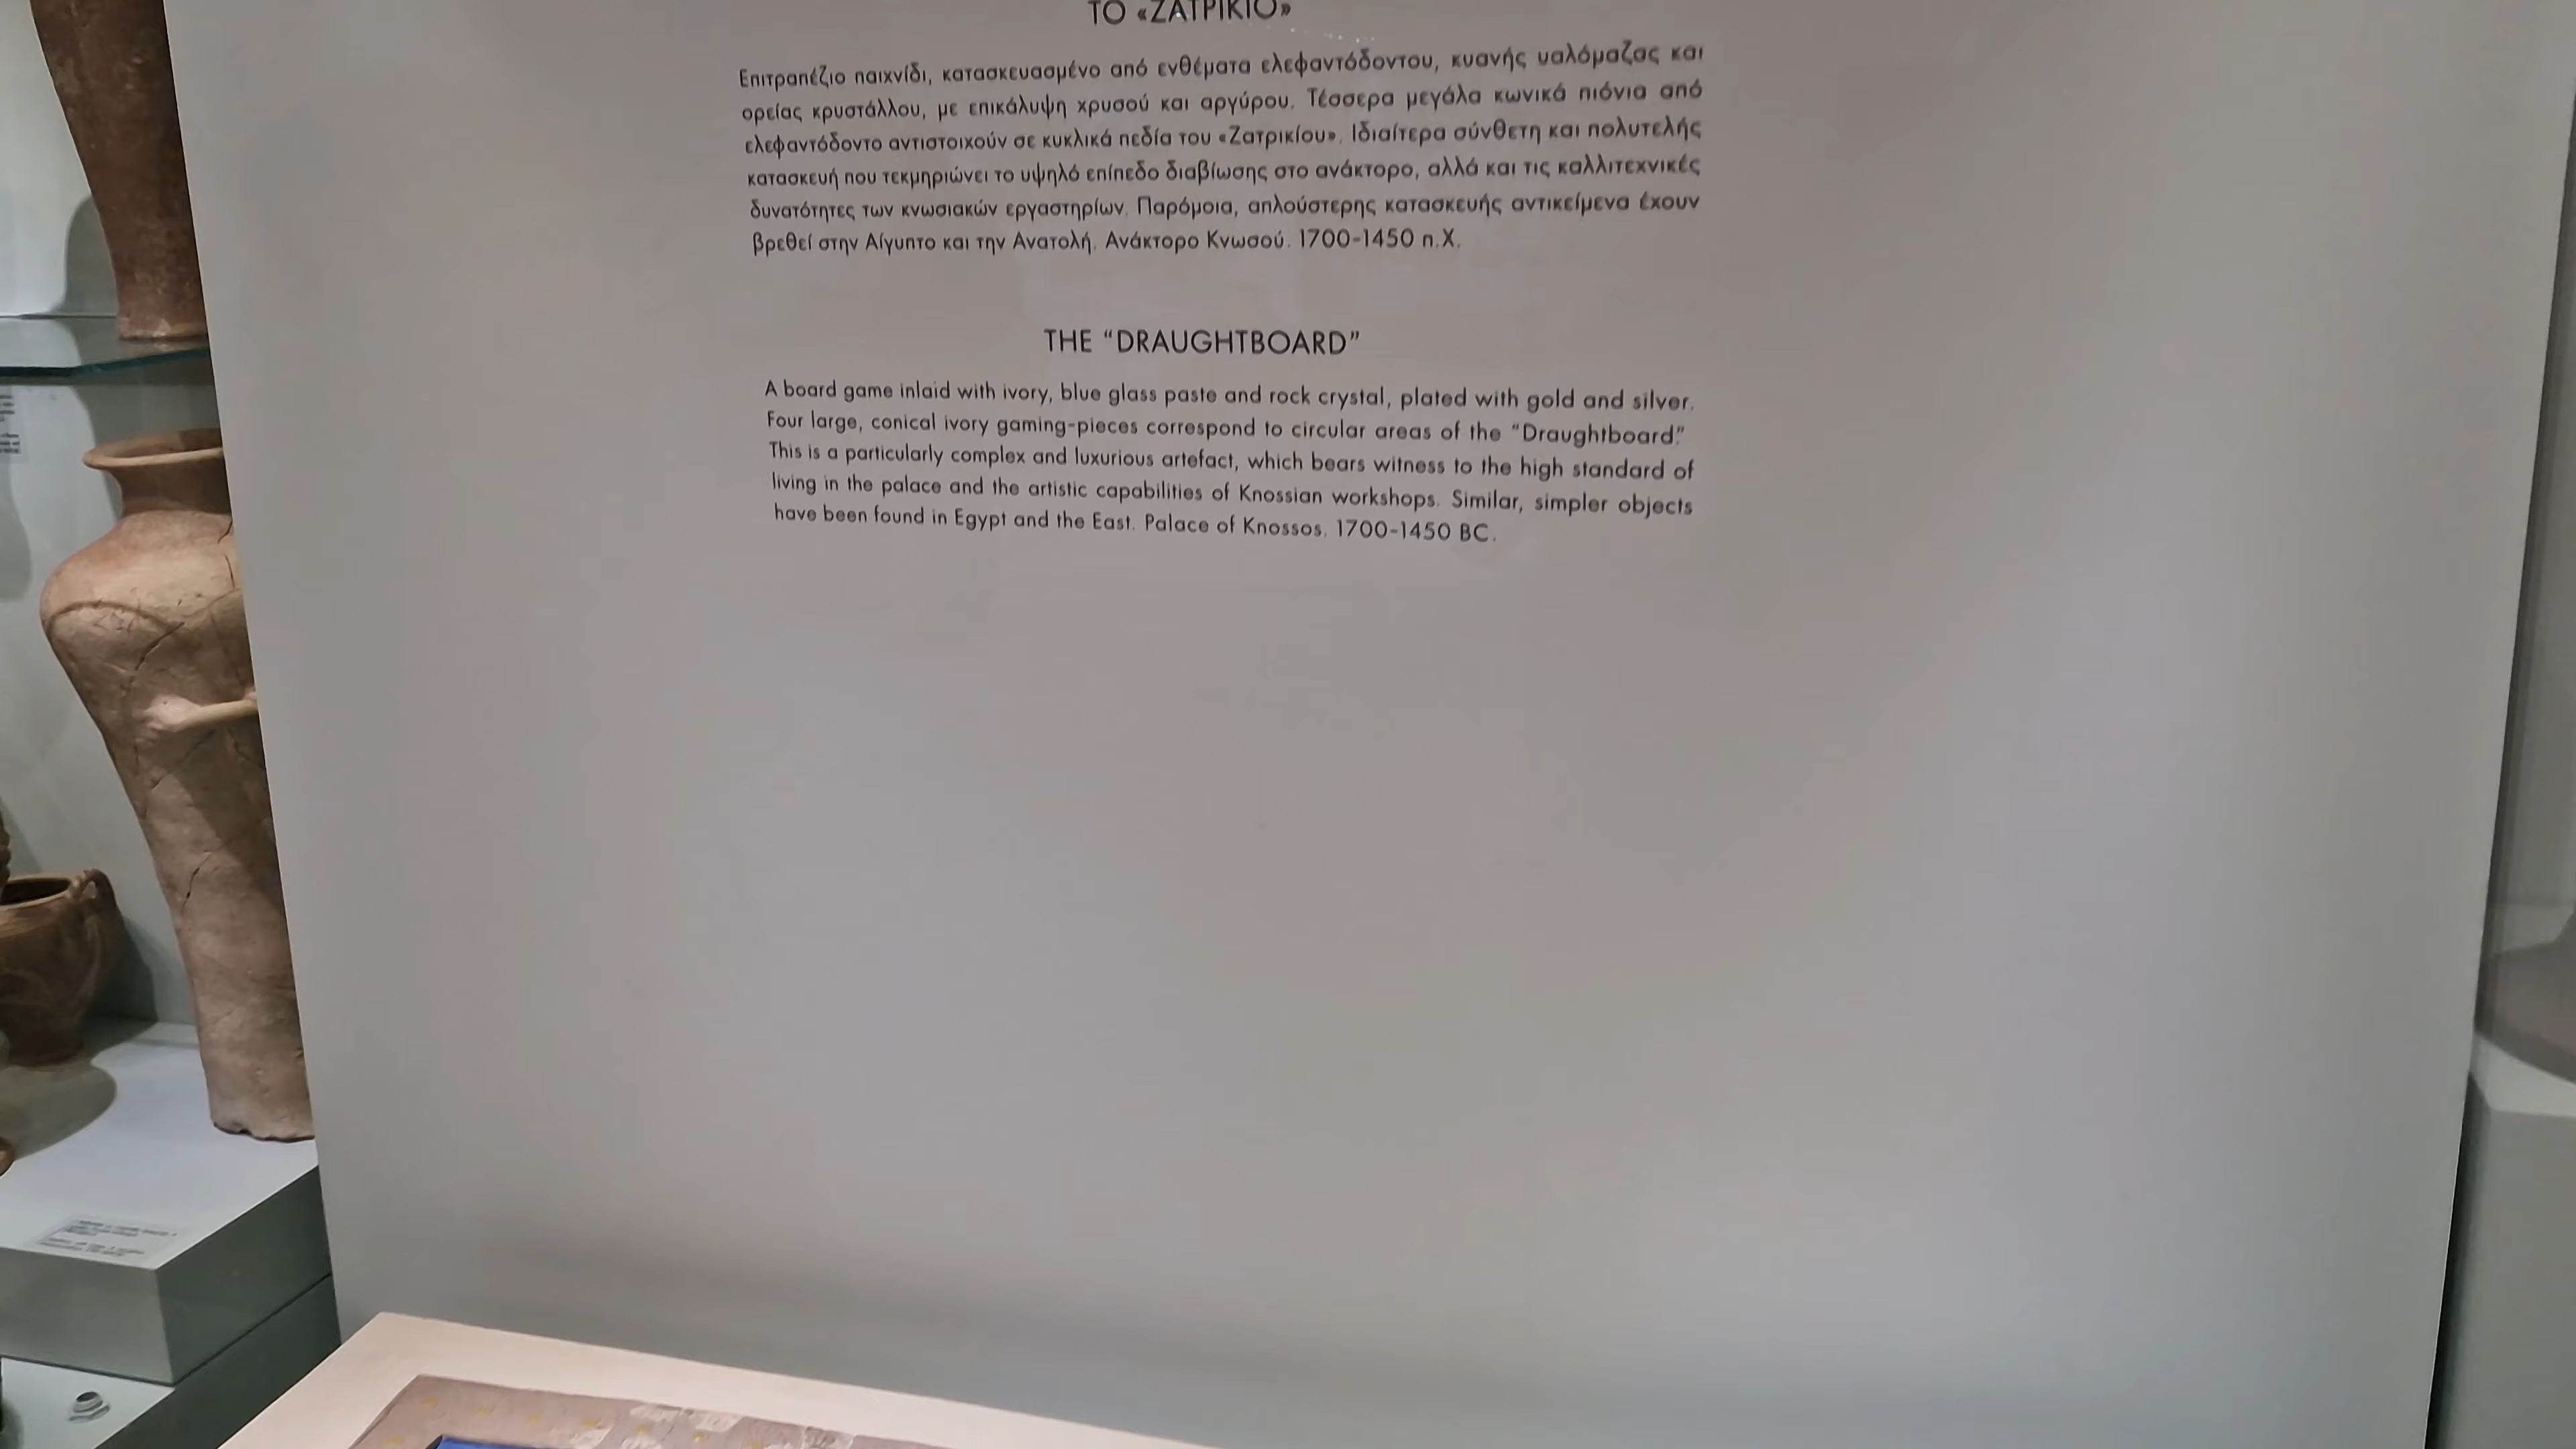 ΤΟ «ΖΑΤΡΙΚΙΟ»
Επιτραπέζιο παιχνίδι, κατασκευασμένο από ενθέματα ελεφαντόδοντου, κυανής υαλόμαζας και
ορείας κρυστάλλου, με επικάλυψη χρυσού και αργύρου. Τέσσερα μεγάλα κωνικά πιόνια από
ελεφαντόδοντο αντιστοιχούν σε κυκλικά πεδία του «Ζατρικίου». Ιδιαίτερα σύνθετη και πολυτελής
κατασκευή που τεκμηριώνει το υψηλό επίπεδο διαβίωσης στο ανάκτορο, αλλά και τις καλλιτεχνικές
δυνατότητες των κνωσιακών εργαστηρίων. Παρόμοια, απλούστερης κατασκευής αντικείμενα έχουν
βρεθεί στην Αίγυπτο και την Ανατολή. Ανάκτορο Κνωσού. 1700-1450 π.Χ.
THE “DRAUGHTBOARD”
A board game inlaid with ivory, blue glass paste and rock crystal, plated with gold and silver.
Four large, conical ivory gaming-pieces correspond to circular areas of the “Draughtboard”.
This is a particularly complex and luxurious artefact, which bears witness to the high standard of
living in the palace and the artistic capabilities of Knossian workshops. Similar, simpler objects
have been found in Egypt and the East. Palace of Knossos. 1700-1450 BC.